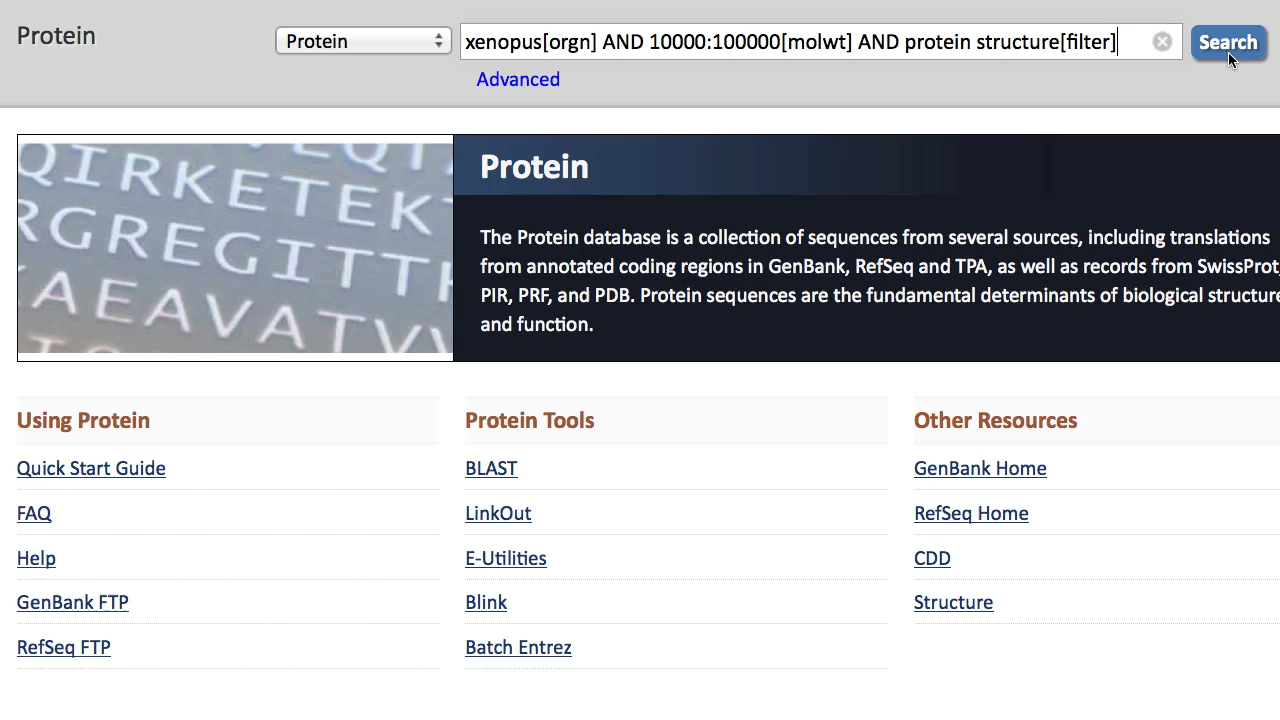 Protein
Protein
xenopus[orgn] AND 10000:100000[molwt] AND protein structure[filter]
Search
Advanced
QIRKETEKT
RGREGITTI
KAEAVATV
Protein
The Protein database is a collection of sequences from several sources, including translations
from annotated coding regions in GenBank, RefSeq and TPA, as well as records from SwissProt,
PIR, PRF, and PDB. Protein sequences are the fundamental determinants of biological structure
and function.
Using Protein
Quick Start Guide
FAQ
Help
GenBank FTP
RefSeq FTP
Protein Tools
BLAST
LinkOut
E-Utilities
Blink
Batch Entrez
Other Resources
GenBank Home
RefSeq Home
CDD
Structure